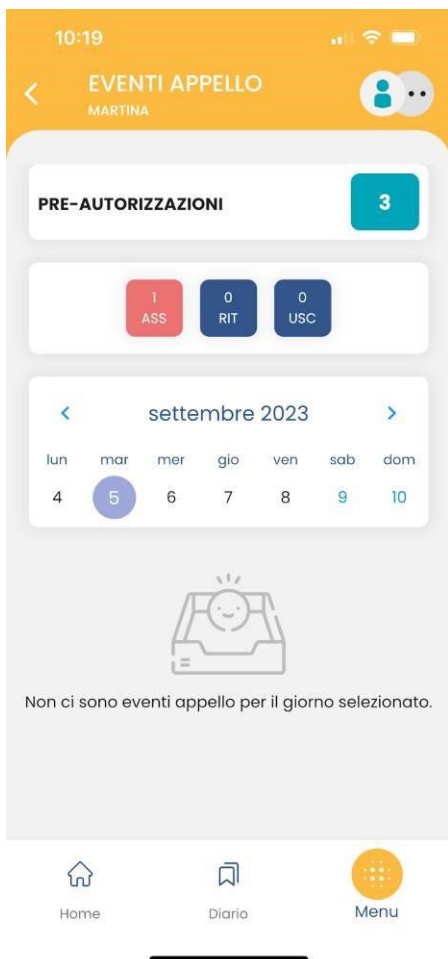 10:19
EVENTI APPELLO
MARTINA
PRE-AUTORIZZAZIONI
3
1 0 0
ASS RIT USC
settembre 2023
lun mar mer gio ven sab dom
4 5 6 7 8 9 10
Non ci sono eventi appello per il giorno selezionato.
Home Diario Menu